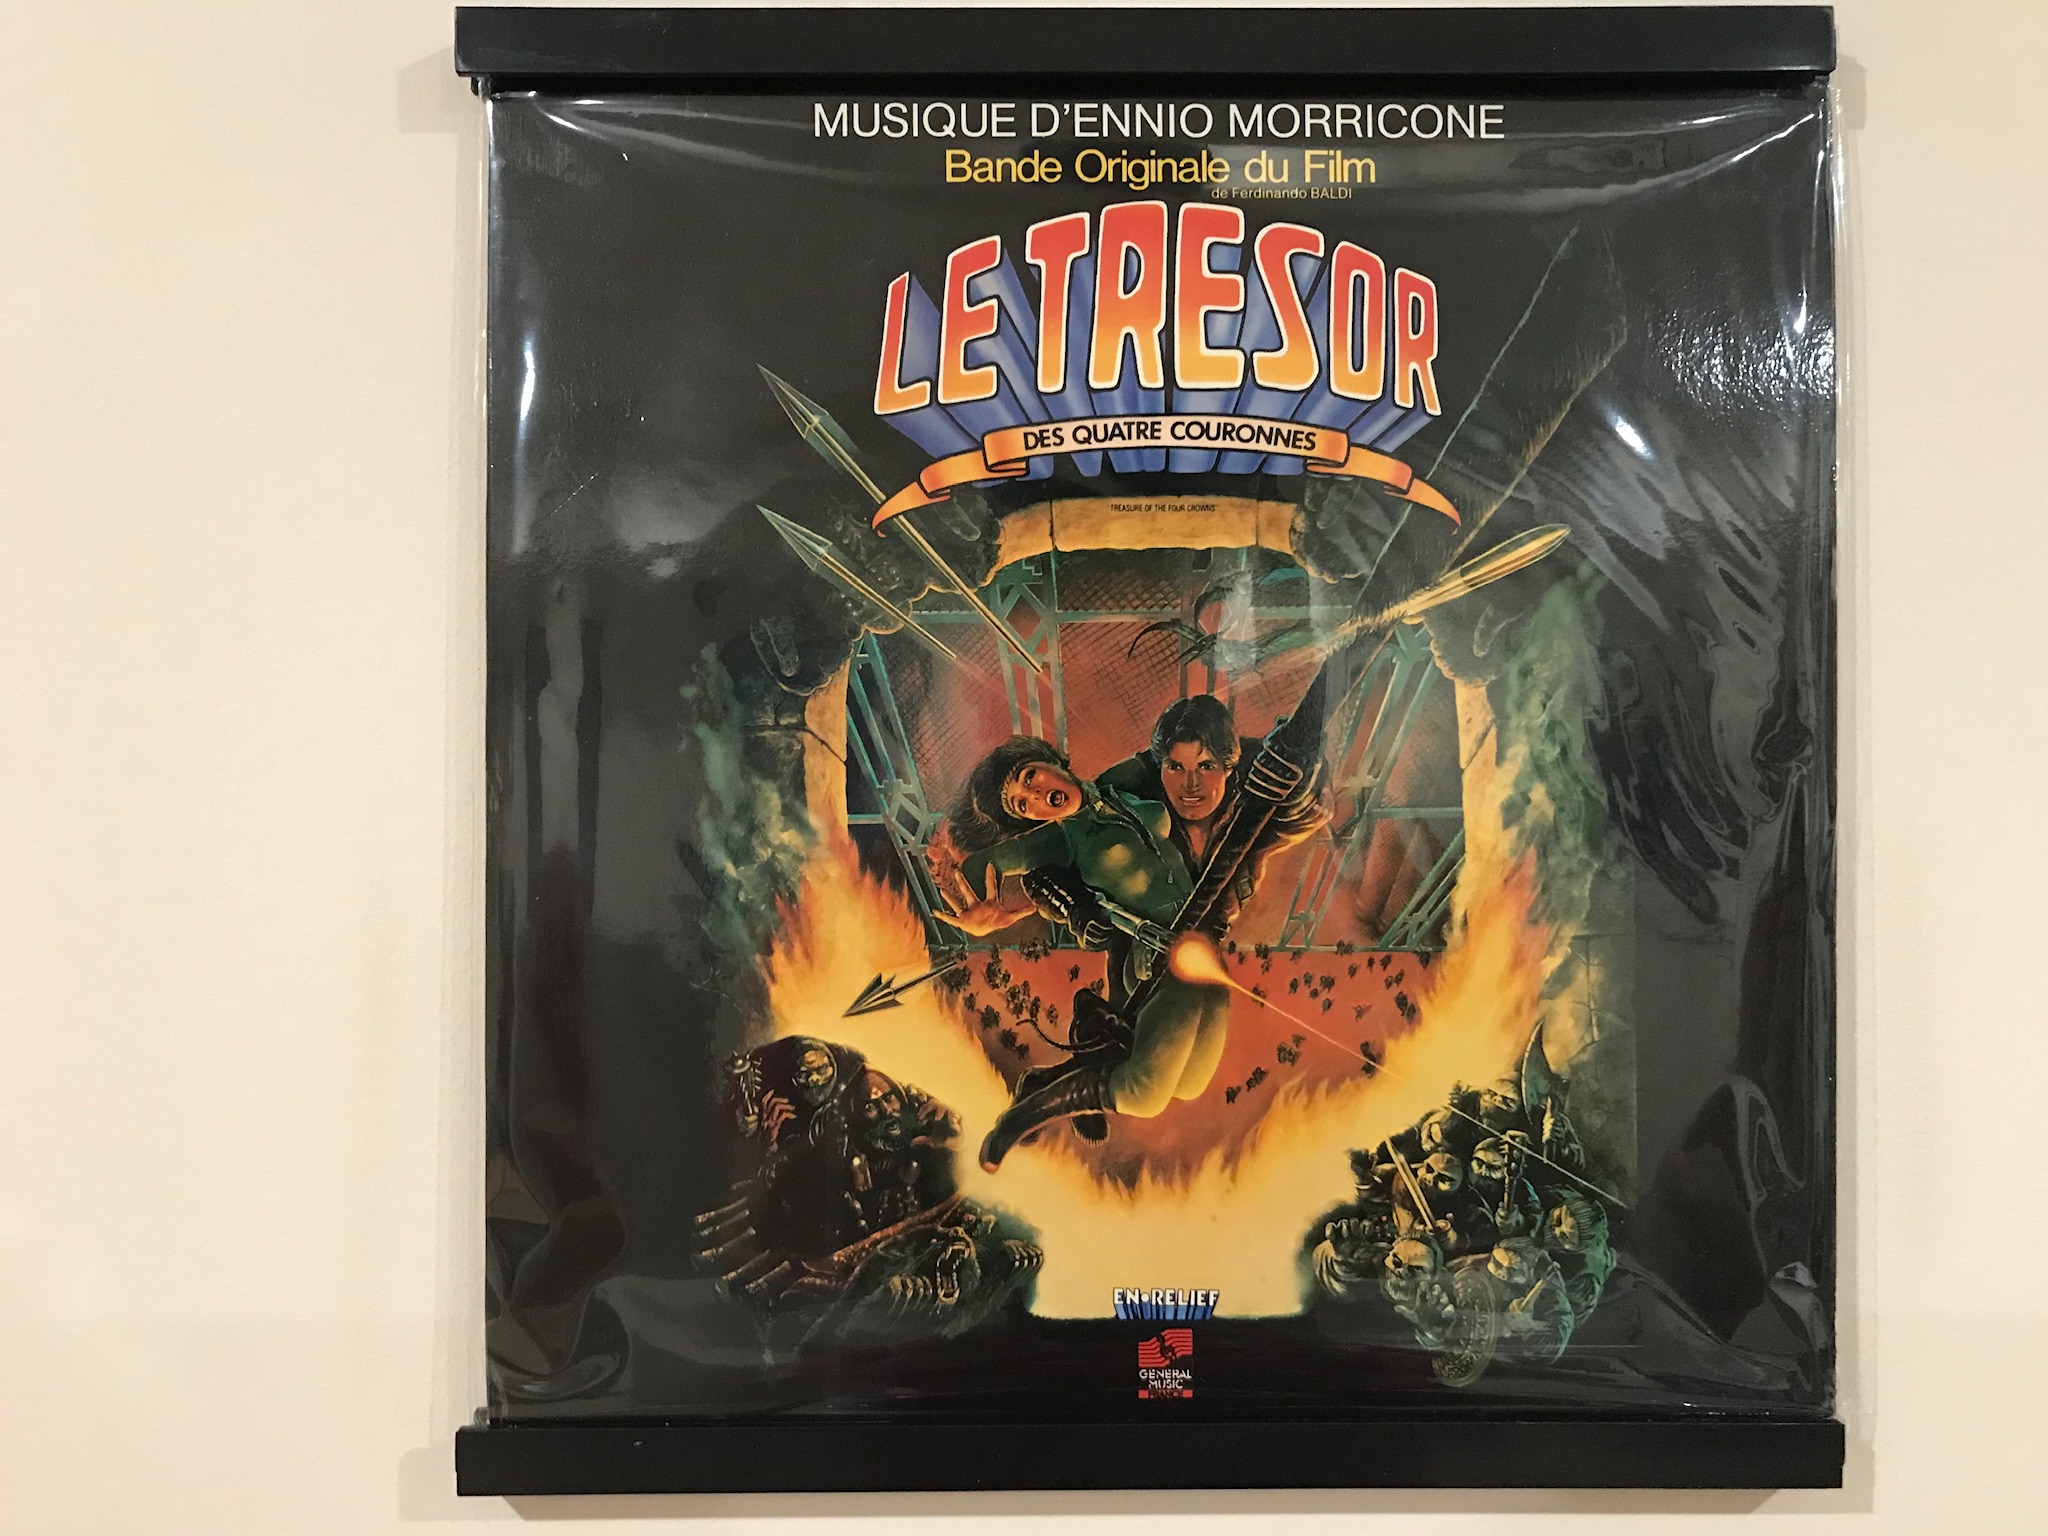 MUSIQUE D'ENNIO MORRICONE
Bande Originale du Film
de Ferdinando BALDI
LE TRESOR
DES QUATRE COURONNES
TREASURE OF THE FOUR CROWNS
EN•RELIEF
GENERAL
MUSIC
FRANCE